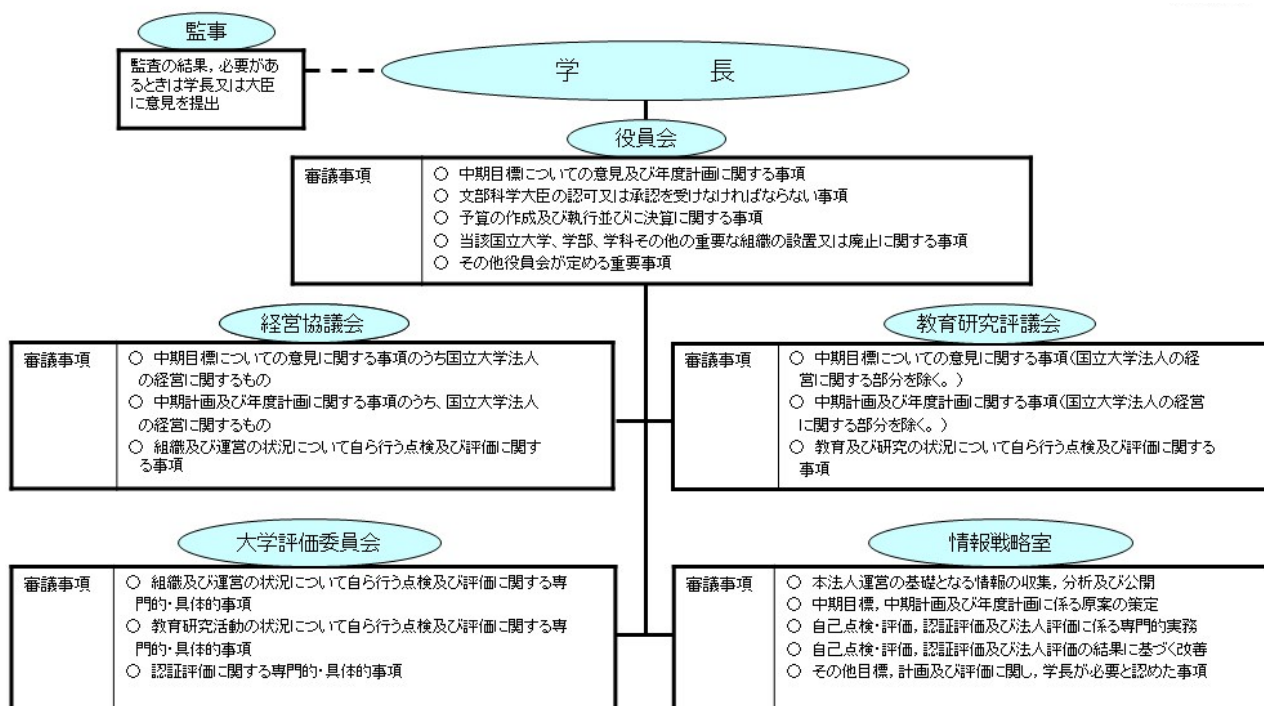 監事
監査の結果，必要があ
るときは学長又は大臣
に意見を提出
学 長
役員会
審議事項
○ 中期目標についての意見及び年度計画に関する事項
○ 文部科学大臣の認可又は承認を受けなければならない事項
○ 予算の作成及び執行並びに決算に関する事項
○ 当該国立大学、学部、学科その他の重要な組織の設置又は廃止に関する事項
○ その他役員会が定める重要事項
経営協議会
審議事項
○ 中期目標についての意見に関する事項のうち国立大学法人
の経営に関するもの
○ 中期計画及び年度計画に関する事項のうち、国立大学法人
の経営に関するもの
○ 組織及び運営の状況について自ら行う点検及び評価に関す
る事項
教育研究評議会
審議事項
○ 中期目標についての意見に関する事項（国立大学法人の経
営に関する部分を除く。）
○ 中期計画及び年度計画に関する事項（国立大学法人の経営
に関する部分を除く。）
○ 教育及び研究の状況について自ら行う点検及び評価に関する
事項
大学評価委員会
審議事項
○ 組織及び運営の状況について自ら行う点検及び評価に関する専
門的・具体的事項
○ 教育研究活動の状況について自ら行う点検及び評価に関する専
門的・具体的事項
○ 認証評価に関する専門的・具体的事項
情報戦略室
審議事項
○ 本法人運営の基礎となる情報の収集，分析及び公開
○ 中期目標，中期計画及び年度計画に係る原案の策定
○ 自己点検・評価，認証評価及び法人評価に係る専門的実務
○ 自己点検・評価，認証評価及び法人評価の結果に基づく改善
○ その他目標，計画及び評価に関し，学長が必要と認めた事項